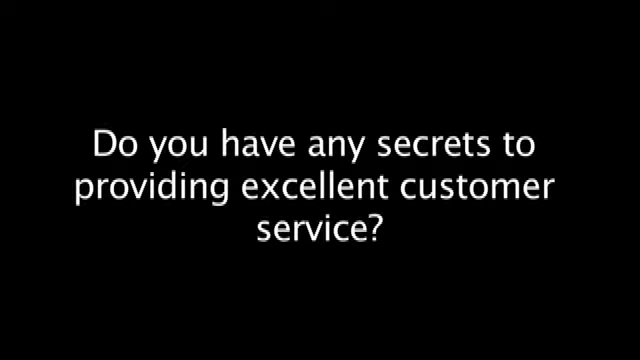 Do you have any secrets to
providing excellent customer
service?